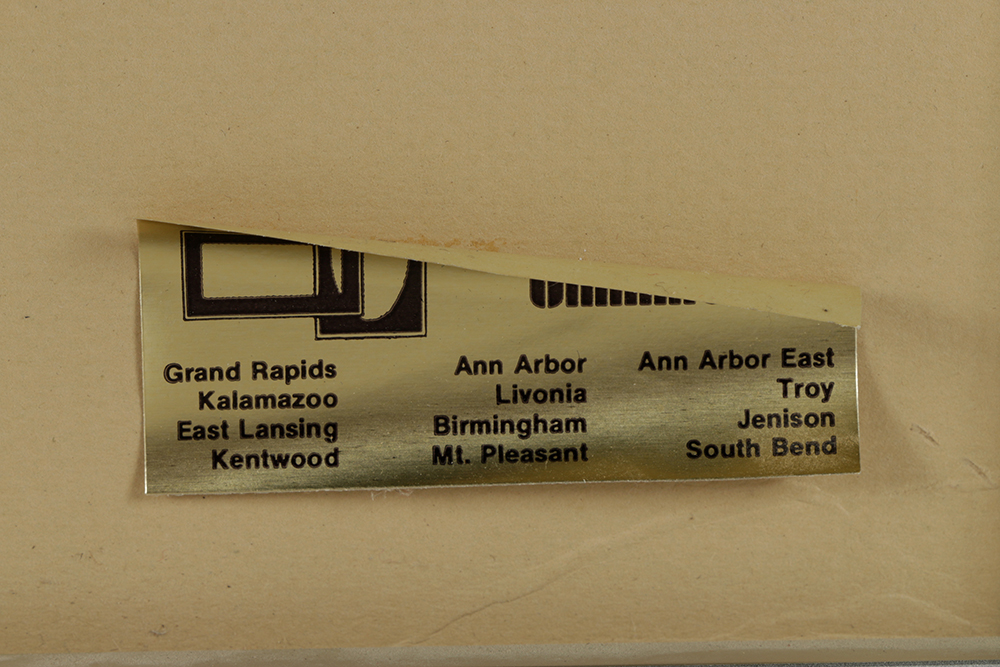 Grand Rapids
Kalamazoo
East Lansing
Kentwood
Ann Arbor
Livonia
Birmingham
Mt. Pleasant
Ann Arbor East
Troy
Jenison
South Bend